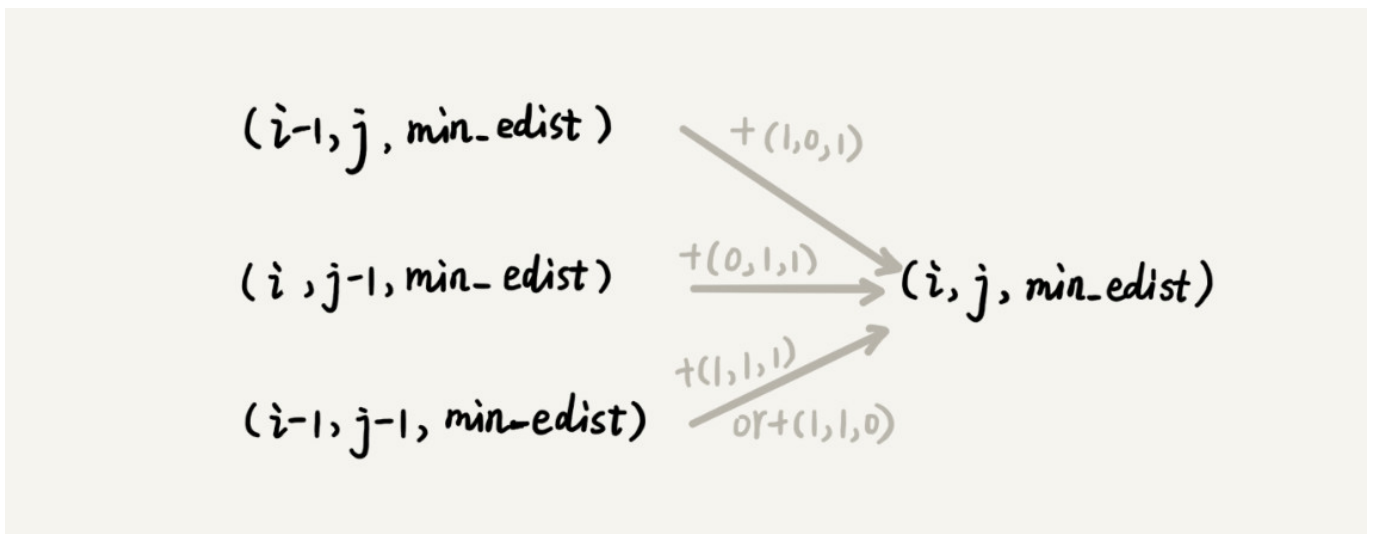 (i-1, j, min_edist)
+(1,0,1)
(i, j-1, min_edist)
+(0,1,1)
(i, j, min_edist)
(i-1, j-1, min_edist)
+(1,1,1)
or+(1,1,0)